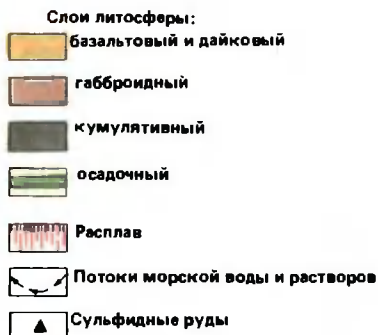 Слои литосферы:
базальтовый и дайковый
габброидный
кумулятивный
осадочный
Расплав
Потоки морской воды и растворов
Сульфидные руды